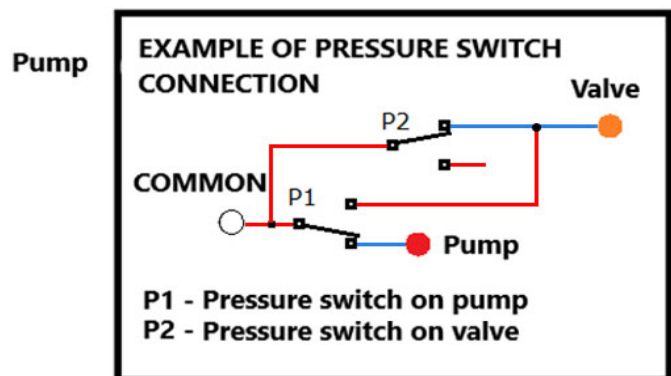 Pump
EXAMPLE OF PRESSURE SWITCH
CONNECTION
Valve
P2
COMMON
P1
Pump
P1 - Pressure switch on pump
P2 - Pressure switch on valve